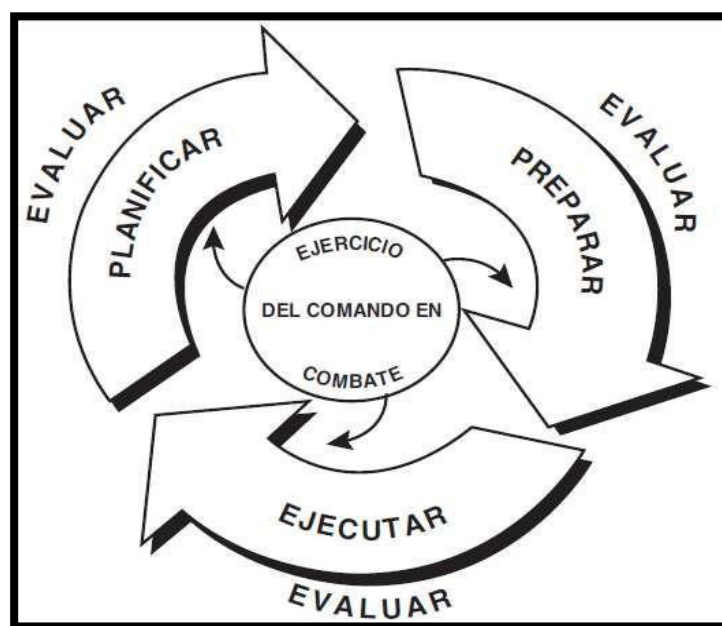 EVALUAR
PLANIFICAR
EVALUAR
PREPARAR
EJERCICIO
DEL COMANDO EN
COMBATE
EJECUTAR
EVALUAR